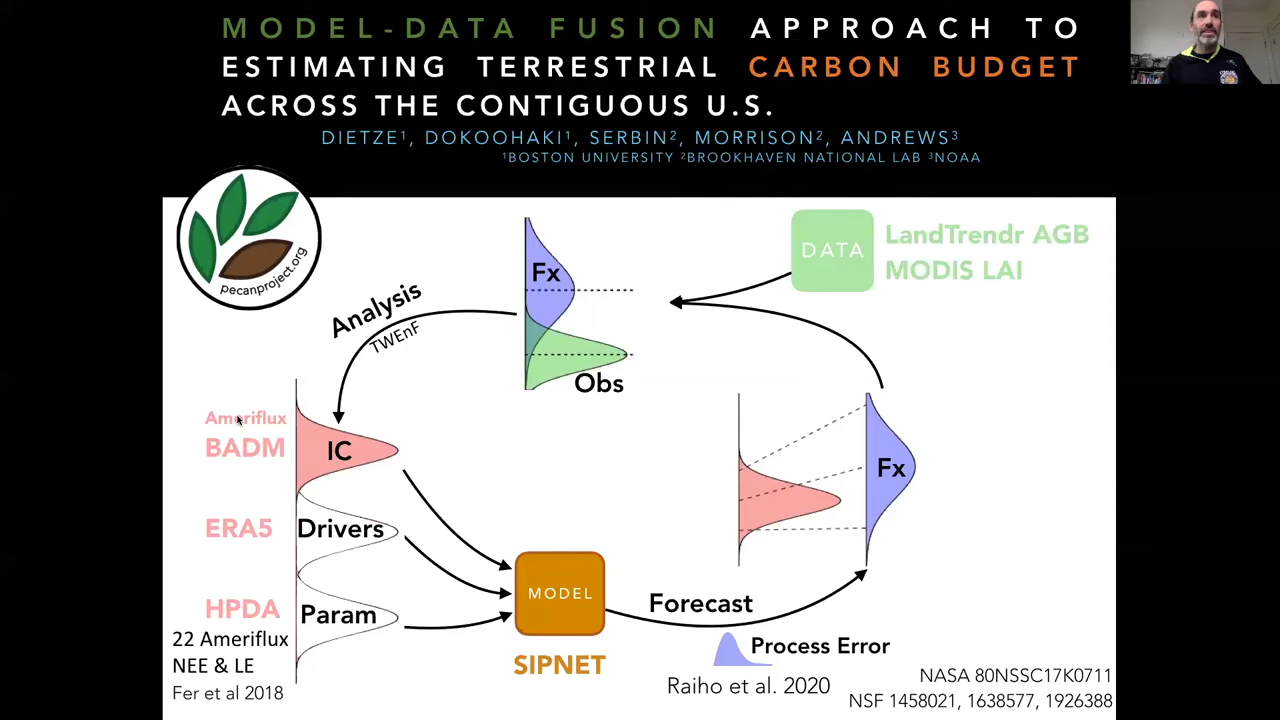 MODEL-DATA FUSION APPROACH TO
ESTIMATING TERRESTRIAL CARBON BUDGET
ACROSS THE CONTIGUOUS U.S.
DIETZE¹, DOKOOHAKI¹, SERBIN², MORRISON², ANDREWS³
¹BOSTON UNIVERSITY ²BROOKHAVEN NATIONAL LAB ³NOAA
pecanproject.org
Analysis
TWEnF
Fx
Obs
DATA
LandTrendr AGB
MODIS LAI
Ameriflux
BADM
IC
ERA5
Drivers
HPDA
Param
22 Ameriflux
NEE & LE
Fer et al 2018
MODEL
SIPNET
Forecast
Fx
Process Error
Raiho et al. 2020
NASA 80NSSC17K0711
NSF 1458021, 1638577, 1926388